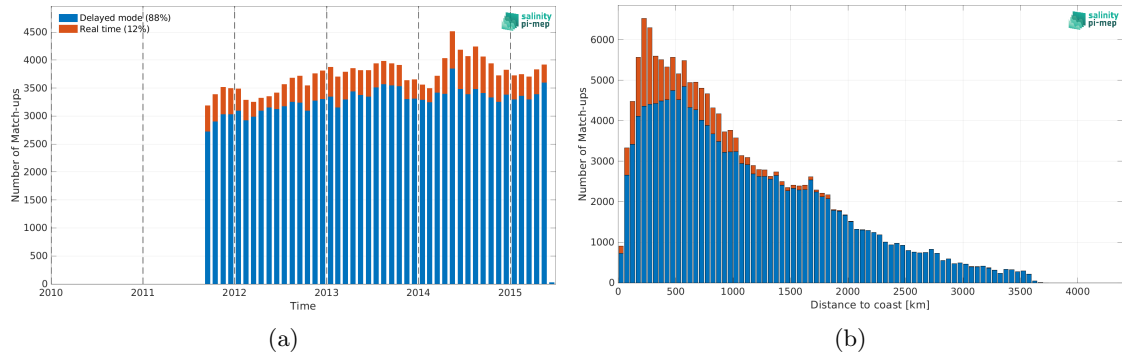 Delayed mode (88%)
Real time (12%)
salinity
pi-mep
4500
4000
3500
3000
2500
2000
1500
1000
500
0
Number of Match-ups
2010
2011
2012
2013
2014
2015
Time
(a)
salinity
pi-mep
6000
5000
4000
3000
2000
1000
0
Number of Match-ups
0
500
1000
1500
2000
2500
3000
3500
4000
Distance to coast [km]
(b)